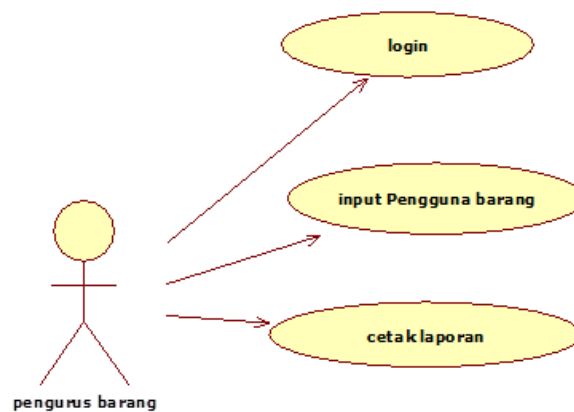 login
input Pengguna barang
cetak laporan
pengurus barang